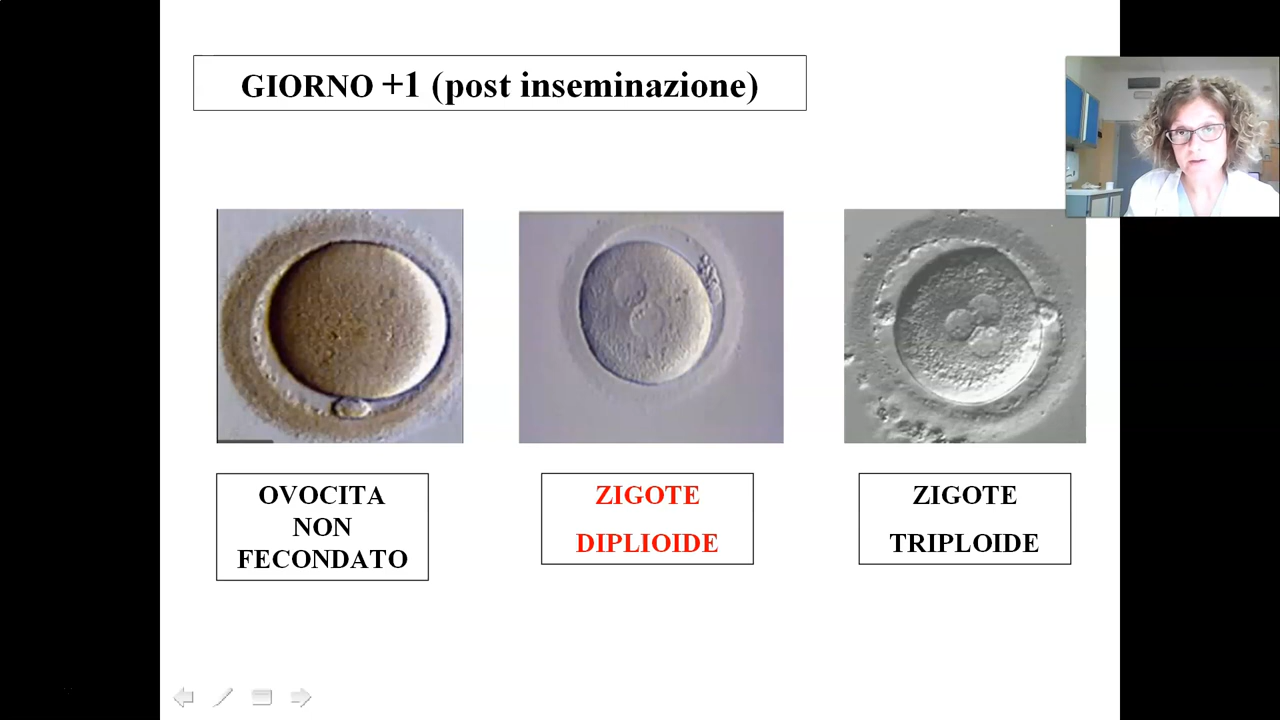 GIORNO +1 (post inseminazione)
OVOCITA
NON
FECONDATO
ZIGOTE
DIPLIOIDE
ZIGOTE
TRIPLOIDE